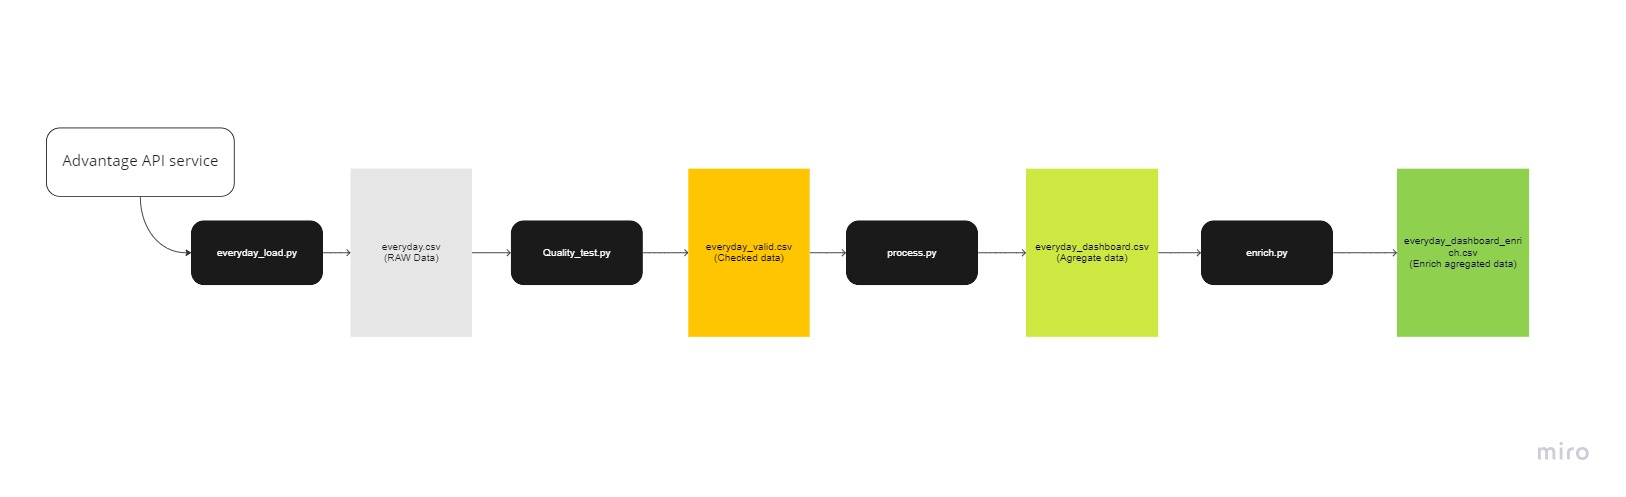 Advantage API service
everyday_load.py
everyday.csv
(RAW Data)
Quality_test.py
everyday_valid.csv
(Checked data)
process.py
everyday_dashboard.csv
(Agregate data)
enrich.py
everyday_dashboard_enri
ch.csv
(Enrich agregated data)
miro